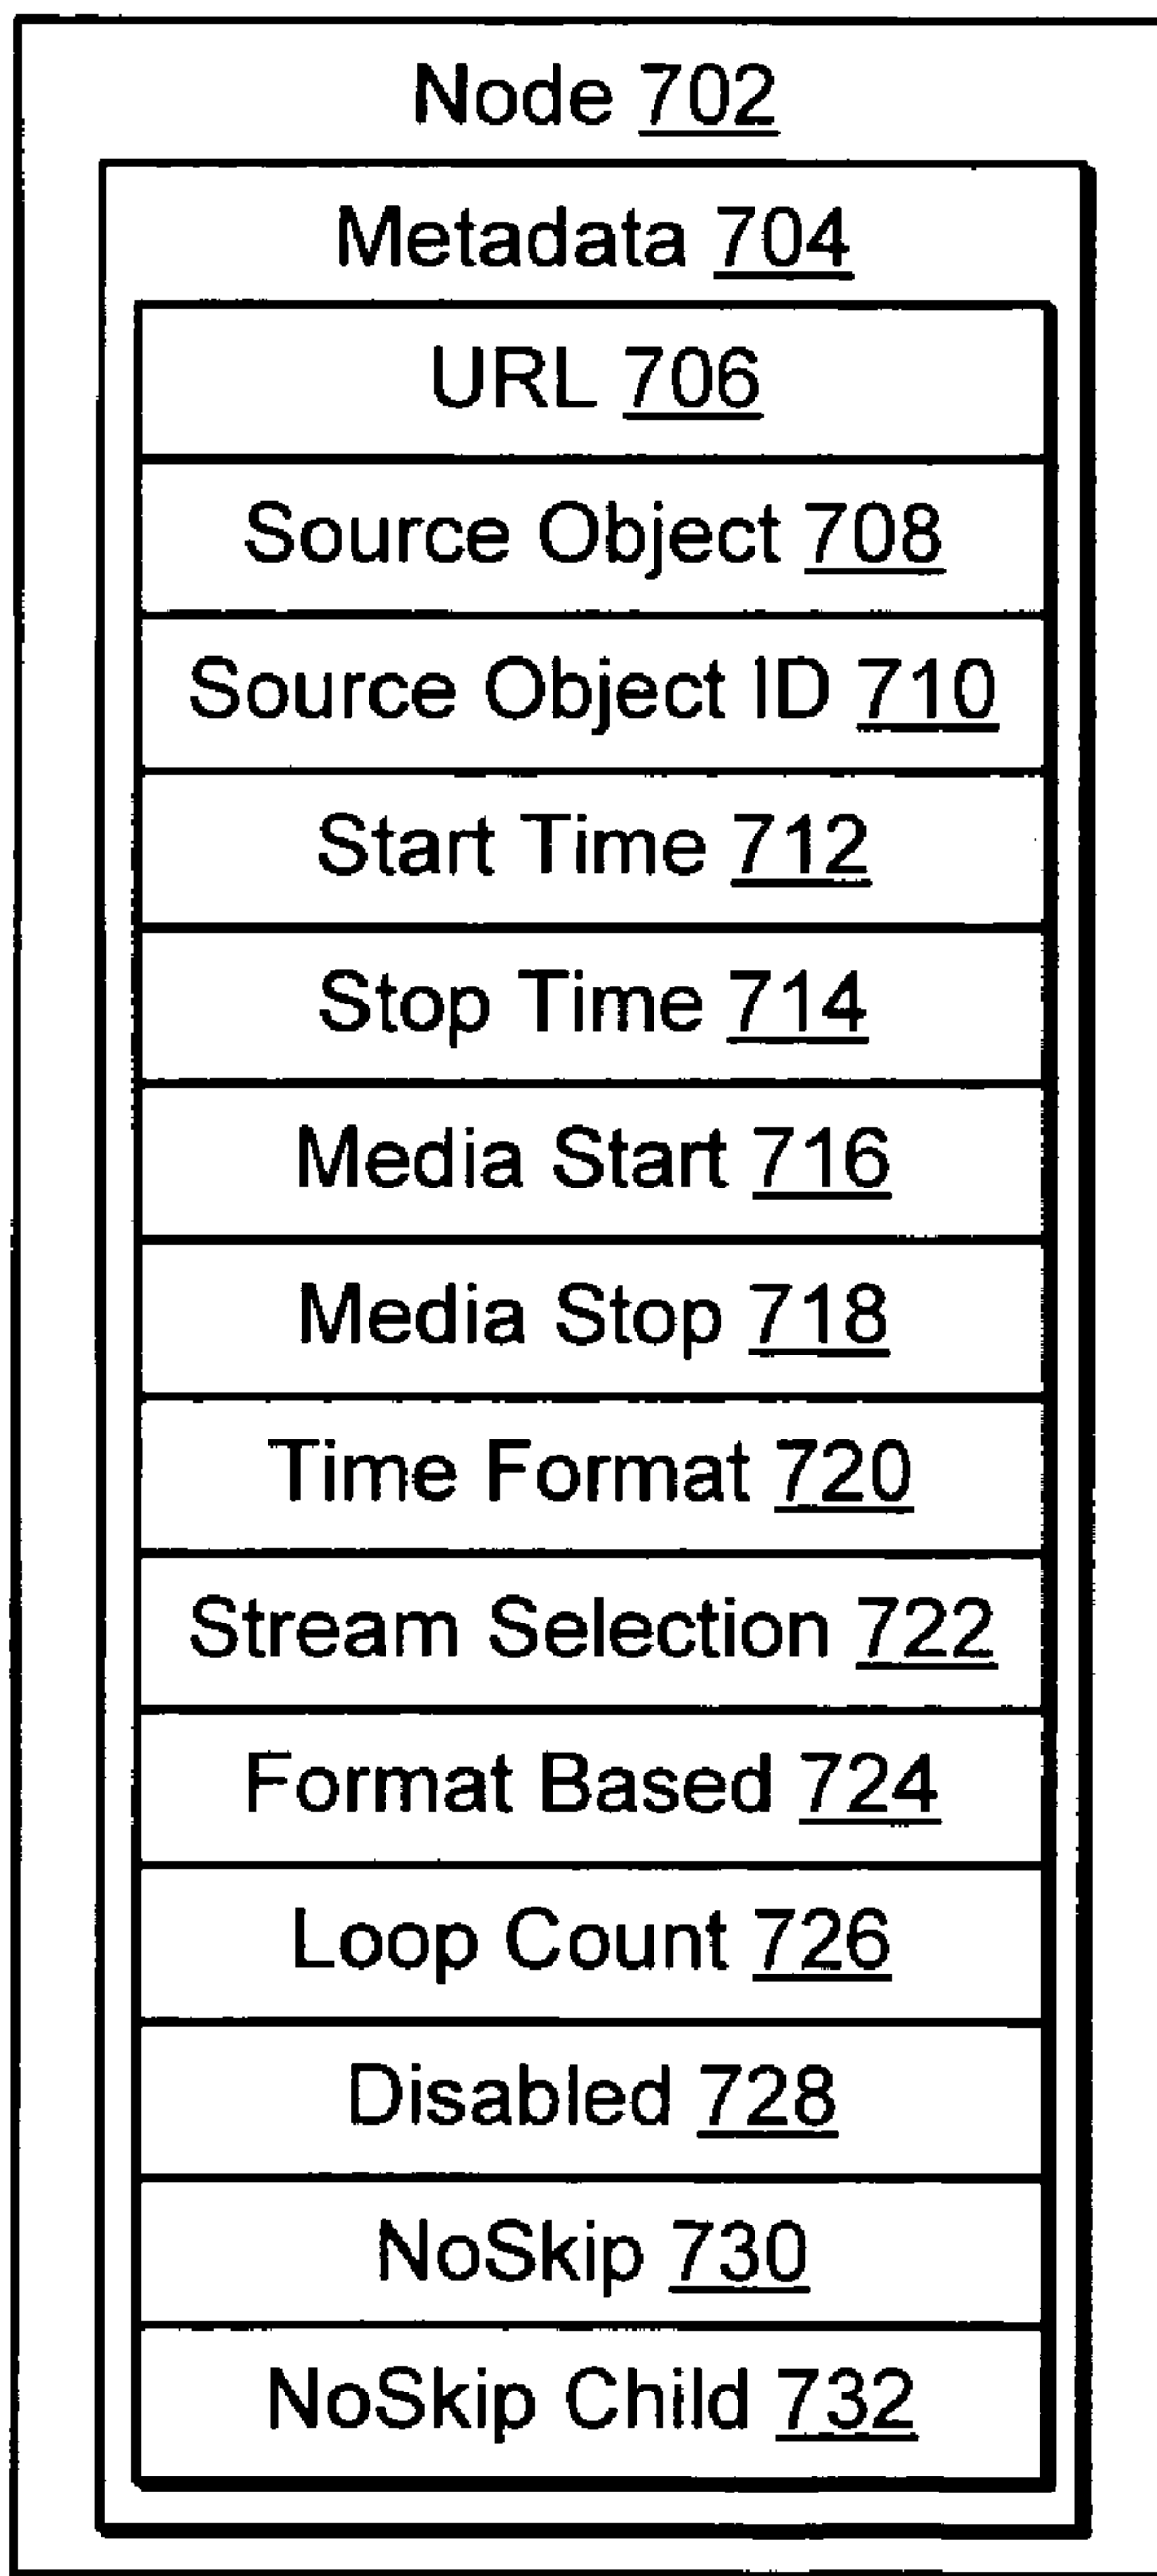 Node 702
Metadata 704
URL 706
Source Object 708
Source Object ID 710
Start Time 712
Stop Time 714
Media Start 716
Media Stop 718
Time Format 720
Stream Selection 722
Format Based 724
Loop Count 726
Disabled 728
NoSkip 730
NoSkip Child 732